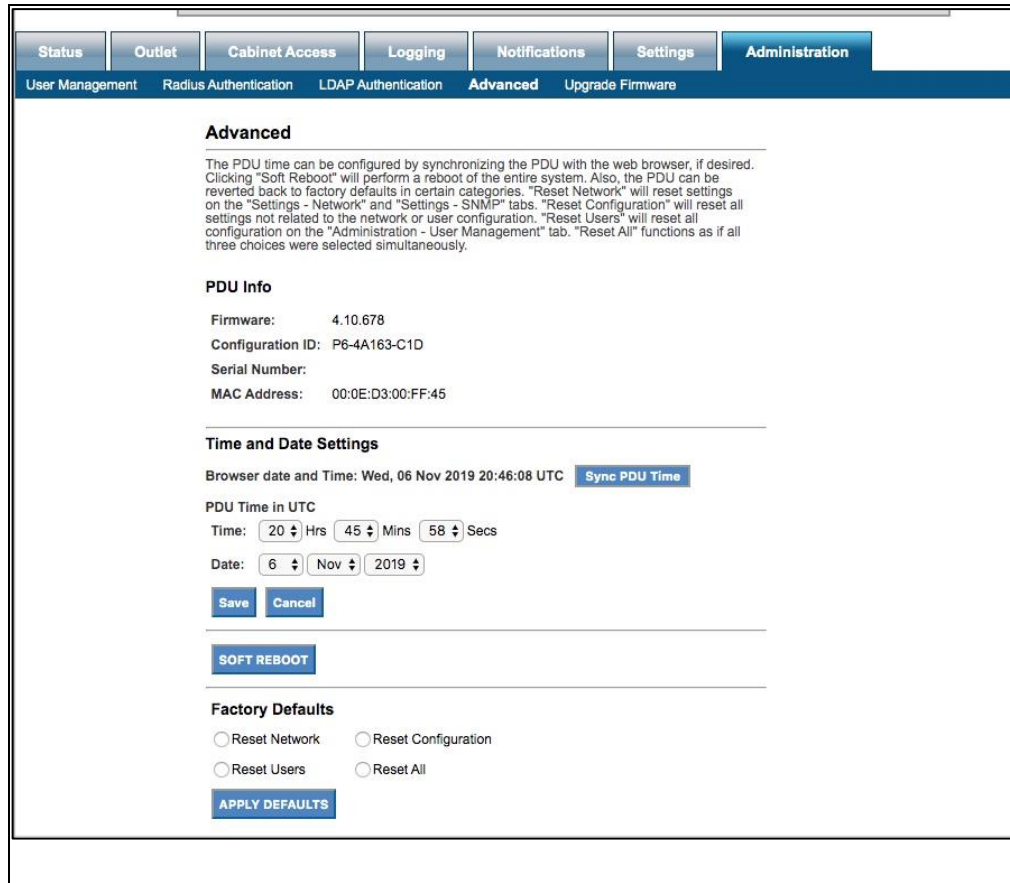 Status Outlet Cabinet Access Logging Notifications Settings Administration
User Management Radius Authentication LDAP Authentication Advanced Upgrade Firmware
Advanced
The PDU time can be configured by synchronizing the PDU with the web browser, if desired.
Clicking "Soft Reboot" will perform a reboot of the entire system. Also, the PDU can be
reverted back to factory defaults in certain categories. "Reset Network" will reset settings
on the "Settings - Network" and "Settings - SNMP" tabs. "Reset Configuration" will reset all
settings not related to the network or user configuration. "Reset Users" will reset all
configuration on the "Administration - User Management" tab. "Reset All" functions as if all
three choices were selected simultaneously.
PDU Info
Firmware: 4.10.678
Configuration ID: P6-4A163-C1D
Serial Number:
MAC Address: 00:0E:D3:00:FF:45
Time and Date Settings
Browser date and Time: Wed, 06 Nov 2019 20:46:08 UTC Sync PDU Time
PDU Time in UTC
Time: 20 Hrs 45 Mins 58 Secs
Date: 6 Nov 2019
Save Cancel
SOFT REBOOT
Factory Defaults
Reset Network Reset Configuration
Reset Users Reset All
APPLY DEFAULTS